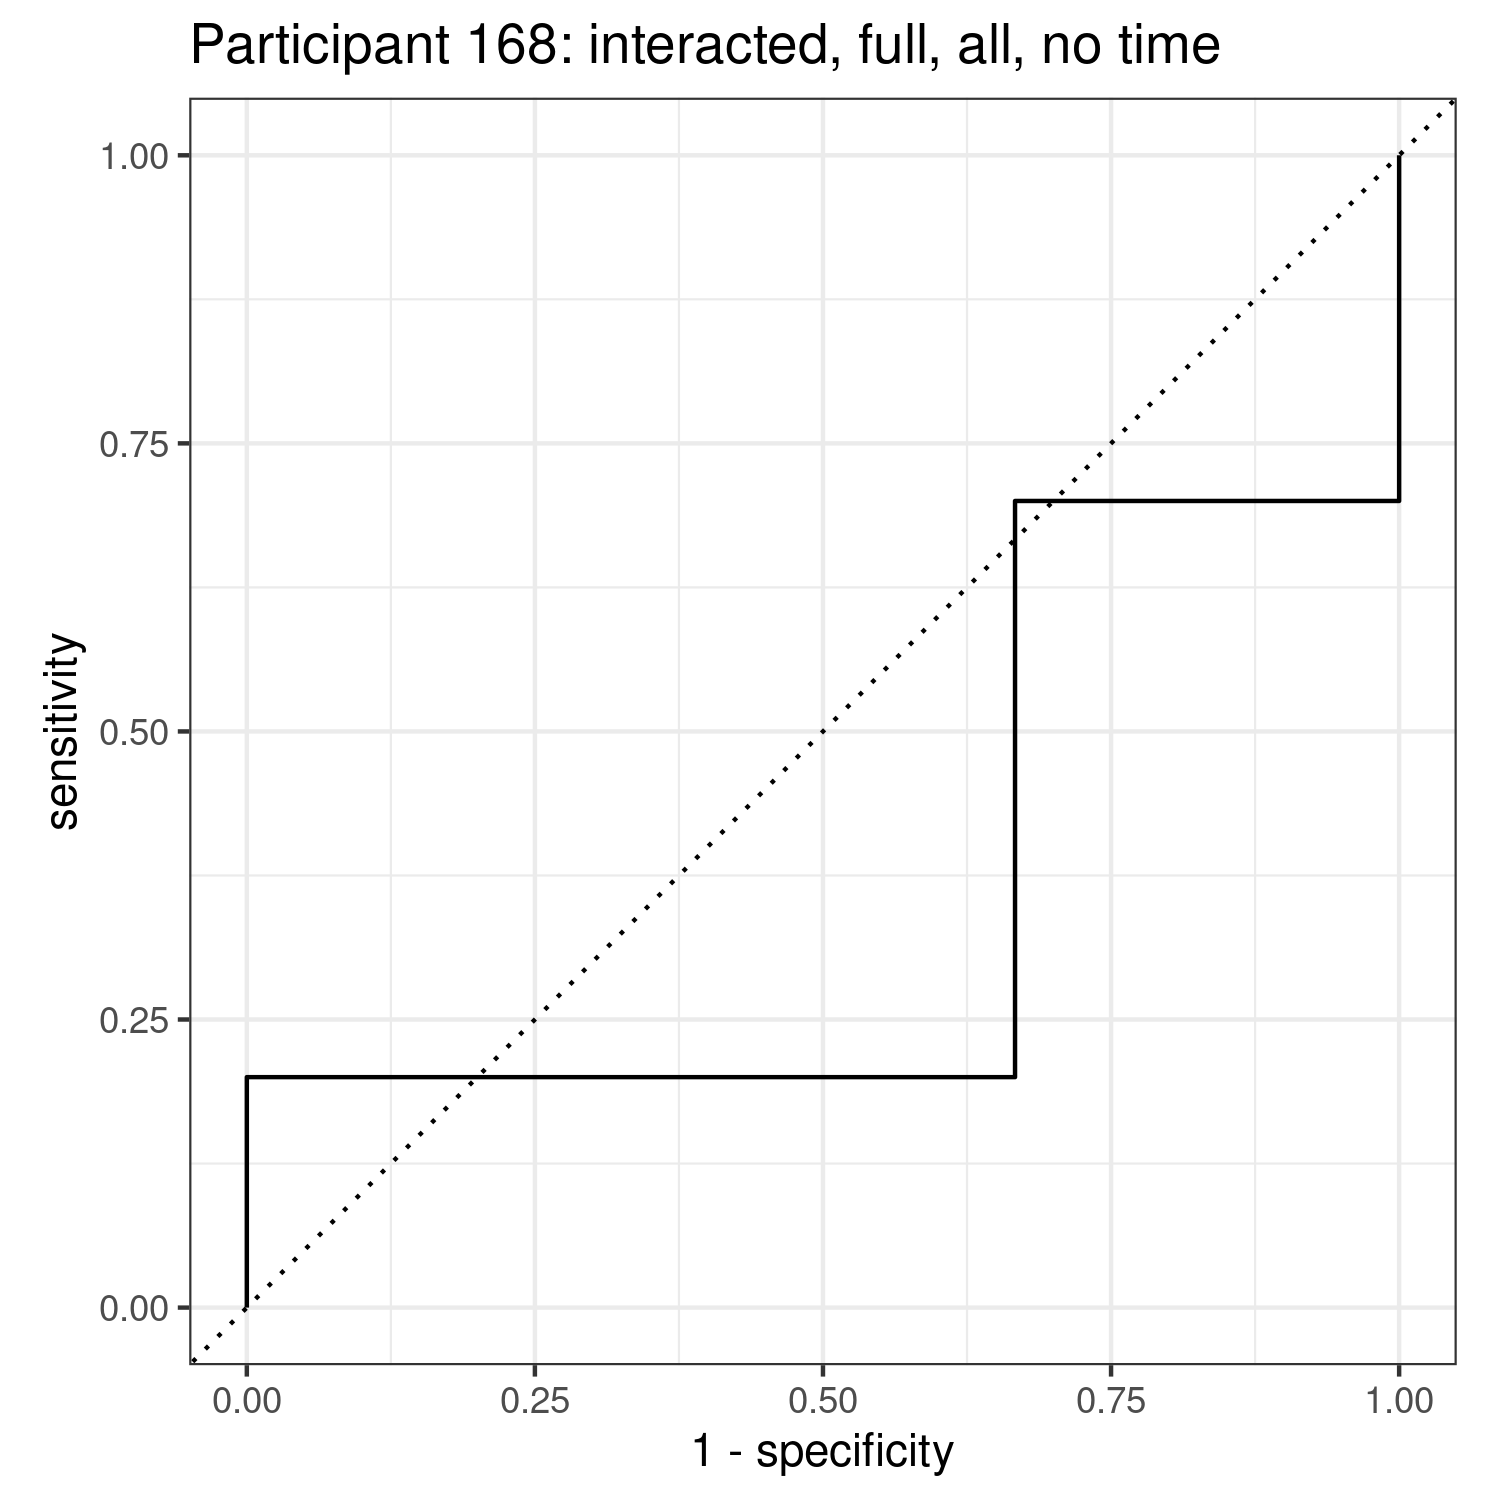 Participant 168: interacted, full, all, no time
1.00
0.75
0.50
0.25
0.00
sensitivity
0.00 0.25 0.50 0.75 1.00
1 - specificity